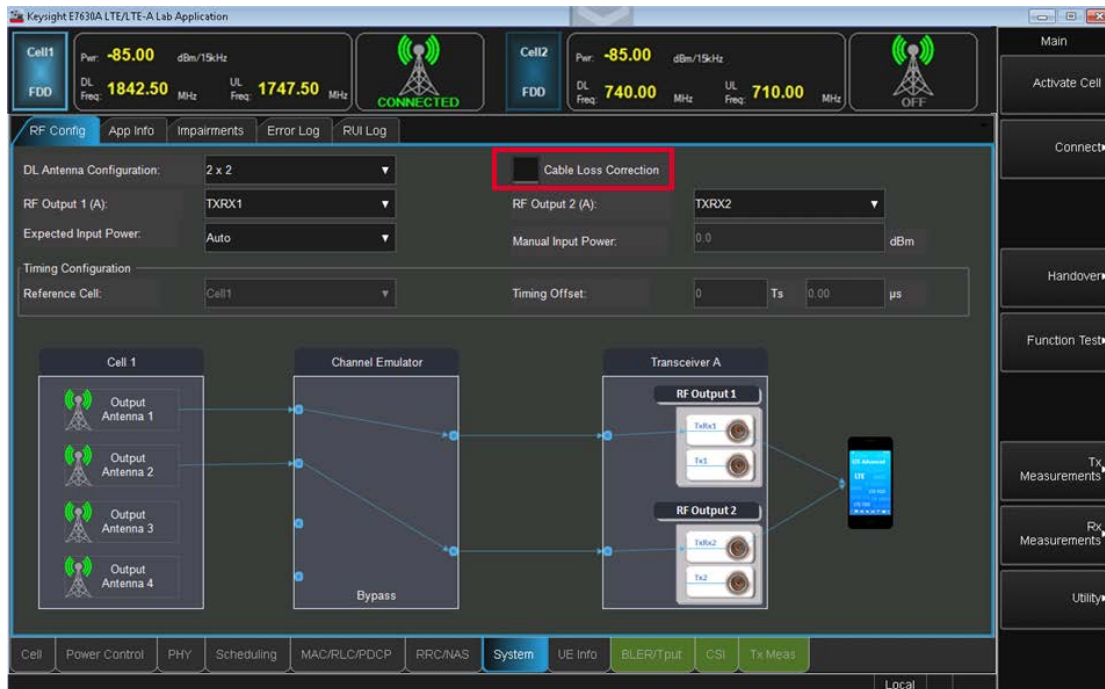 Keysight E7630A LTE/LTE-A Lab Application
Cell1
FDD
Pwr: -85.00 dBm/15kHz
DL Freq: 1842.50 MHz UL Freq: 1747.50 MHz
CONNECTED
Cell2
FDD
Pwr: -85.00 dBm/15kHz
DL Freq: 740.00 MHz UL Freq: 710.00 MHz
OFF
Main
Activate Cell
Connect
Handover
Function Test
Tx
Measurements
Rx
Measurements
Utility
RF Config App Info Impairments Error Log RUI Log
DL Antenna Configuration: 2 x 2 Cable Loss Correction
RF Output 1 (A): TXRX1 RF Output 2 (A): TXRX2
Expected Input Power: Auto Manual Input Power: 0.0 dBm
Timing Configuration
Reference Cell: Cell1 Timing Offset: 0 Ts 0.00 µs
Cell 1
Output
Antenna 1
Output
Antenna 2
Output
Antenna 3
Output
Antenna 4
Channel Emulator
Bypass
Transceiver A
RF Output 1
TxRx1
Tx1
RF Output 2
TxRx2
Tx2
LTE Advanced
LTE
Cell Power Control PHY Scheduling MAC/RLC/PDCP RRC/NAS System UE Info BLER/Tput CSI Tx Meas
Local